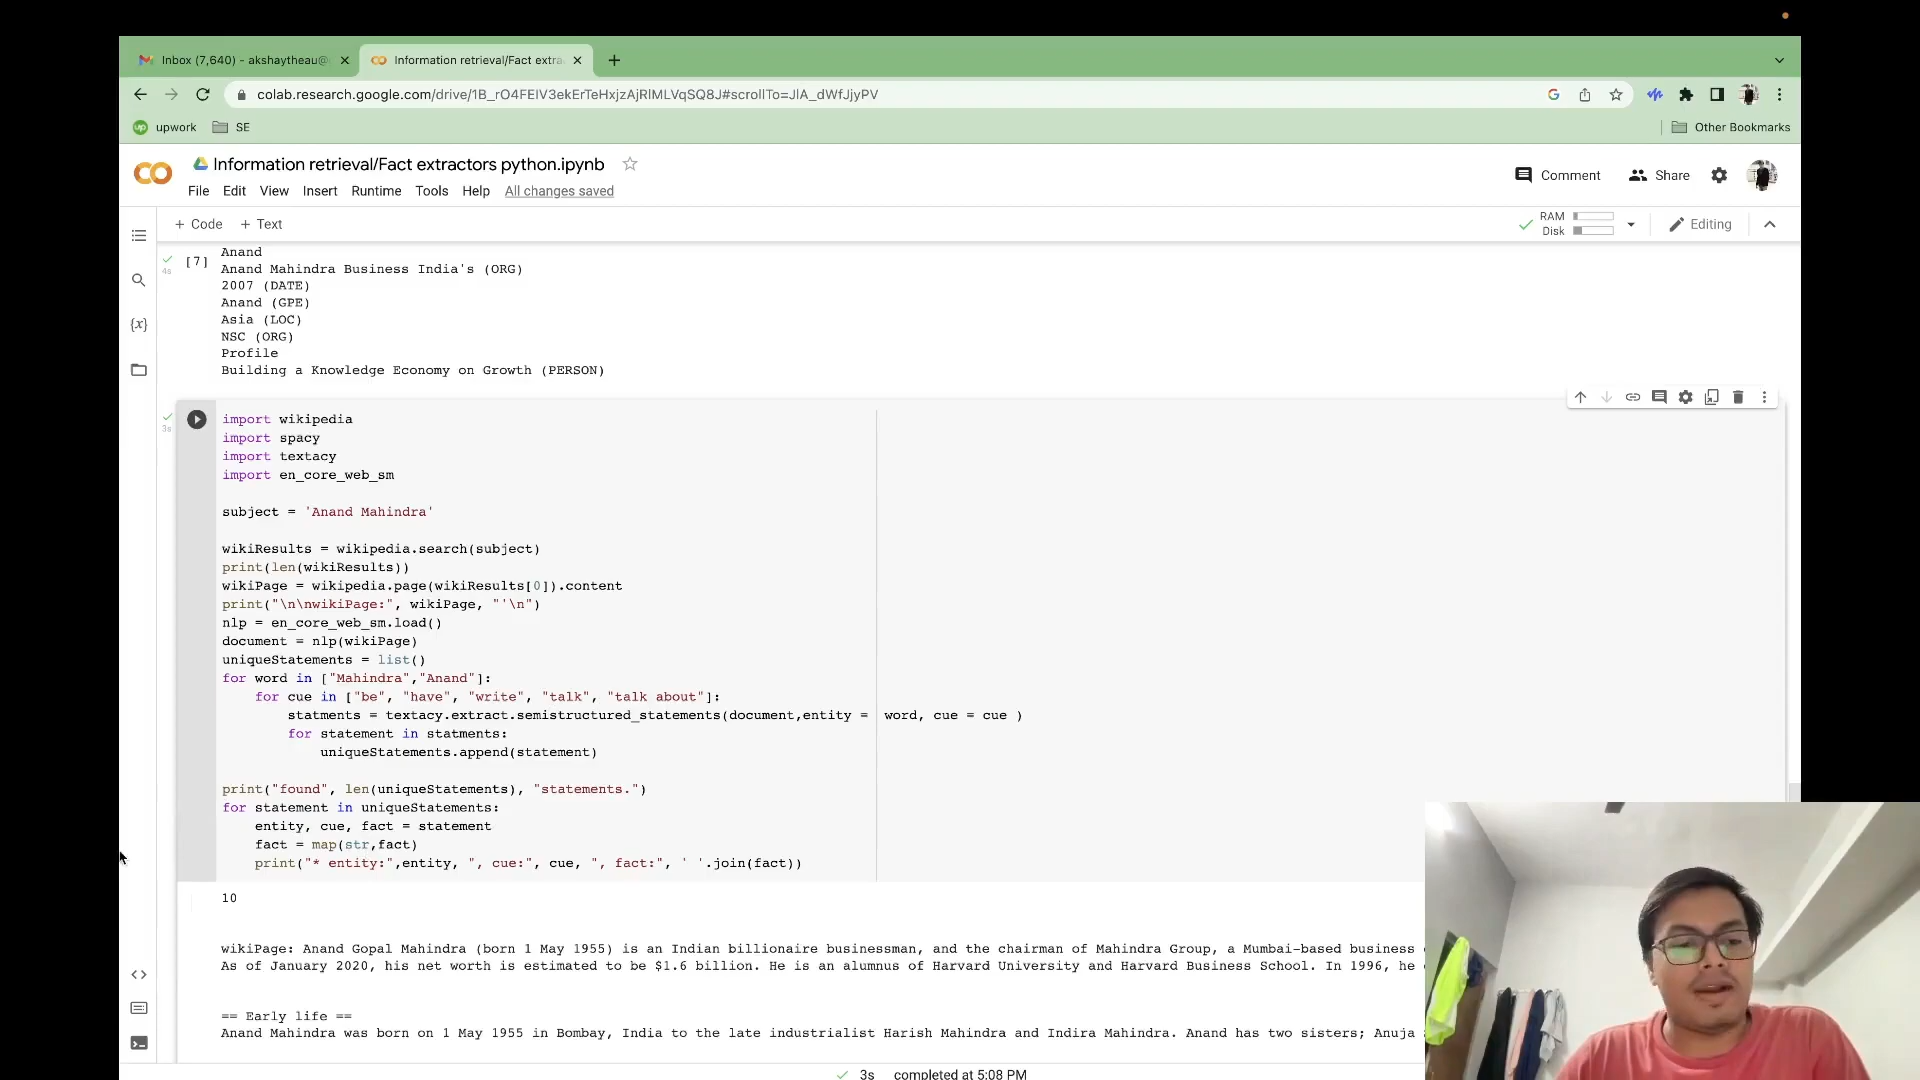 Inbox (7,640) - akshaytheau@
Information retrieval/Fact extra
colab.research.google.com/drive/1B_rO4FEIV3ekErTeHxjzAjRlMLVqSQ8J#scrollTo=JlA_dWfJjyPV
upwork
SE
Other Bookmarks
Information retrieval/Fact extractors python.ipynb
Comment
Share
File Edit View Insert Runtime Tools Help All changes saved
+ Code + Text
RAM
Disk
Editing
[7]
4s
Anand
Anand Mahindra Business India's (ORG)
2007 (DATE)
Anand (GPE)
Asia (LOC)
NSC (ORG)
Profile
Building a Knowledge Economy on Growth (PERSON)
{x}
3s
import wikipedia
import spacy
import textacy
import en_core_web_sm
subject = 'Anand Mahindra'
wikiResults = wikipedia.search(subject)
print(len(wikiResults))
wikiPage = wikipedia.page(wikiResults[0]).content
print("\n\nwikiPage:", wikiPage, "'\n")
nlp = en_core_web_sm.load()
document = nlp(wikiPage)
uniqueStatements = list()
for word in ["Mahindra","Anand"]:
for cue in ["be", "have", "write", "talk", "talk about"]:
statments = textacy.extract.semistructured_statements(document,entity = word, cue = cue )
for statement in statments:
uniqueStatements.append(statement)
print("found", len(uniqueStatements), "statements.")
for statement in uniqueStatements:
entity, cue, fact = statement
fact = map(str,fact)
print("* entity:",entity, ", cue:", cue, ", fact:", ' '.join(fact))
10
wikiPage: Anand Gopal Mahindra (born 1 May 1955) is an Indian billionaire businessman, and the chairman of Mahindra Group, a Mumbai-based business
As of January 2020, his net worth is estimated to be $1.6 billion. He is an alumnus of Harvard University and Harvard Business School. In 1996, he
== Early life ==
Anand Mahindra was born on 1 May 1955 in Bombay, India to the late industrialist Harish Mahindra and Indira Mahindra. Anand has two sisters; Anuja
3s completed at 5:08 PM